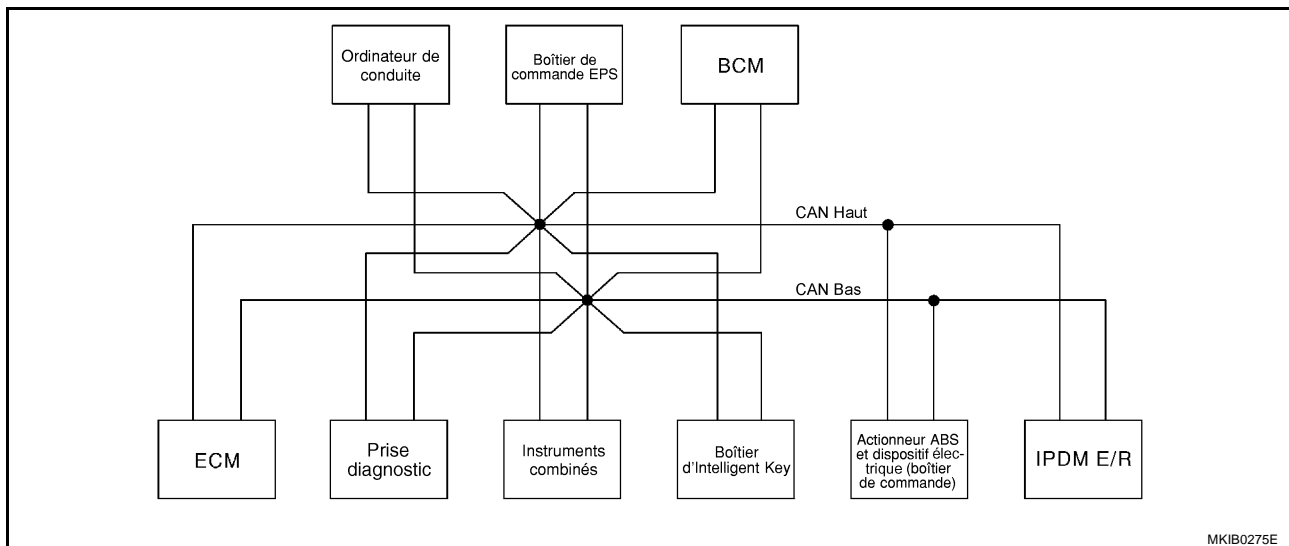 Ordinateur de
conduite
Boîtier de
commande EPS
BCM
CAN Haut
CAN Bas
ECM
Prise
diagnostic
Instruments
combinés
Boîtier
d'Intelligent Key
Actionneur ABS
et dispositif élec-
trique (boîtier
de commande)
IPDM E/R
MKIB0275E